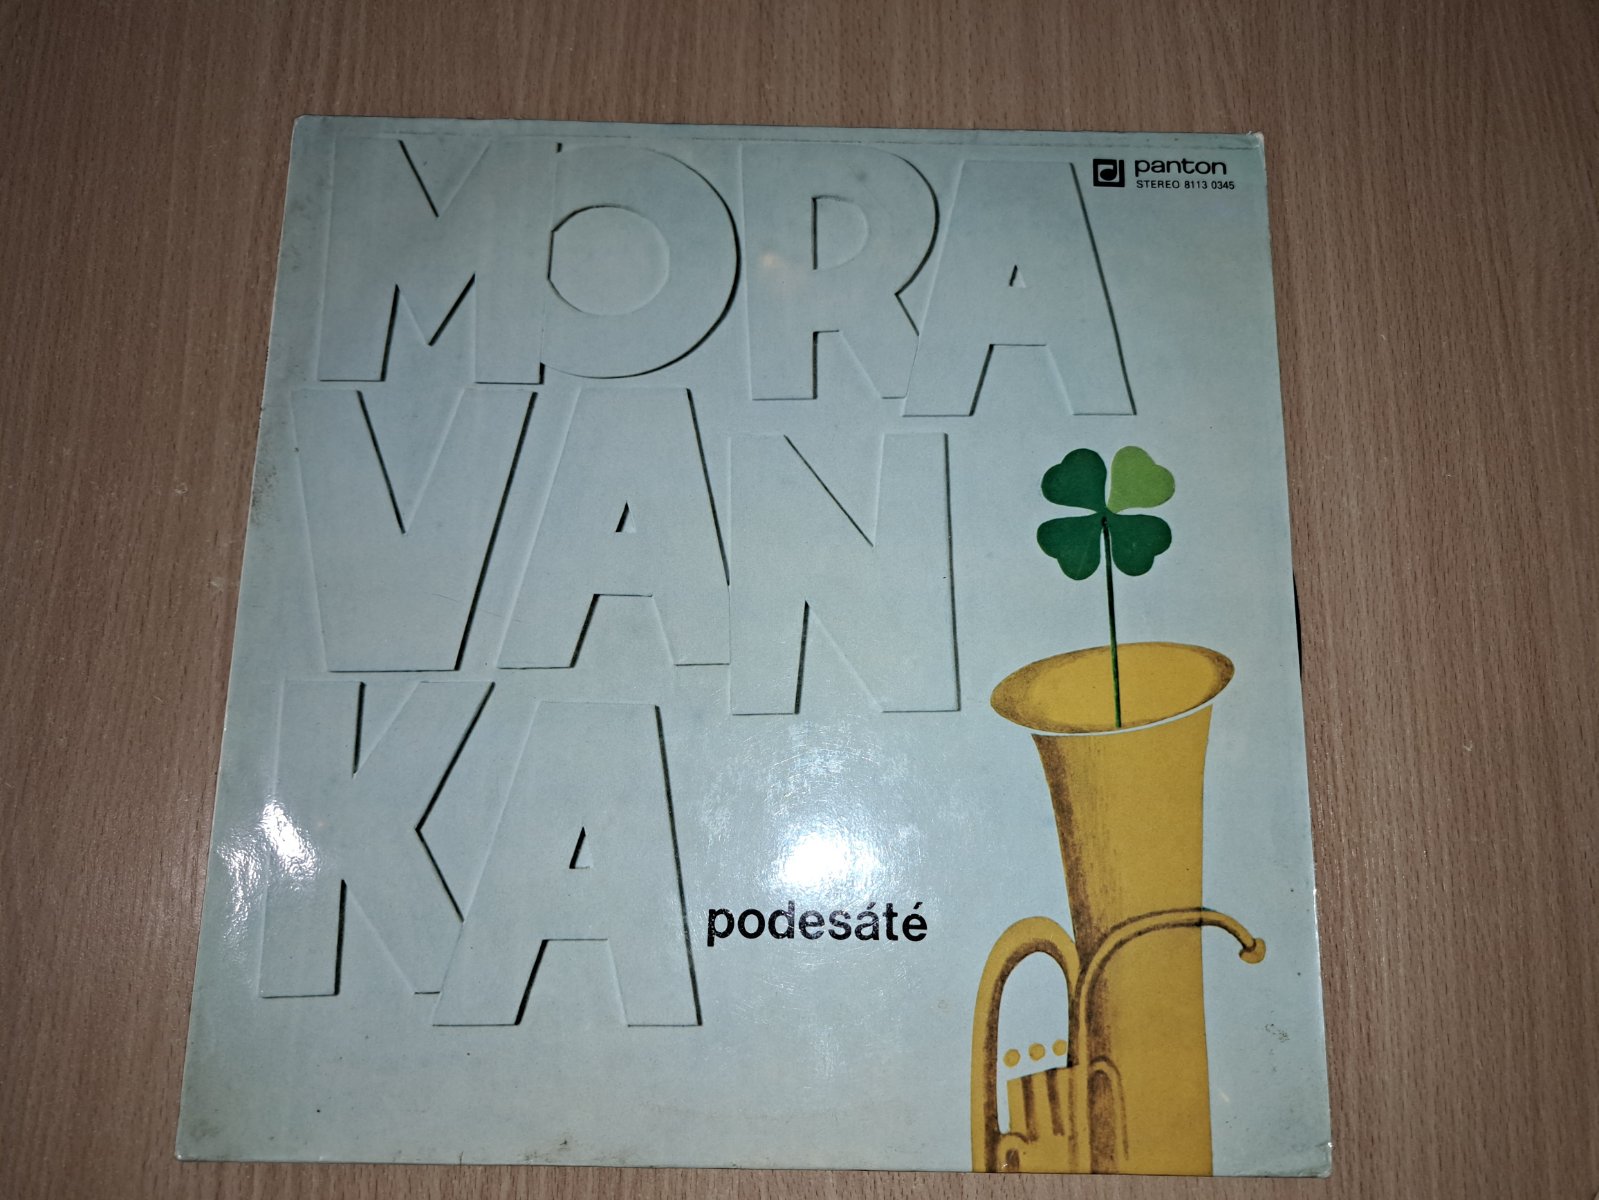 MORA
VAN
KA
podesáté
panton
STEREO 8113 0345